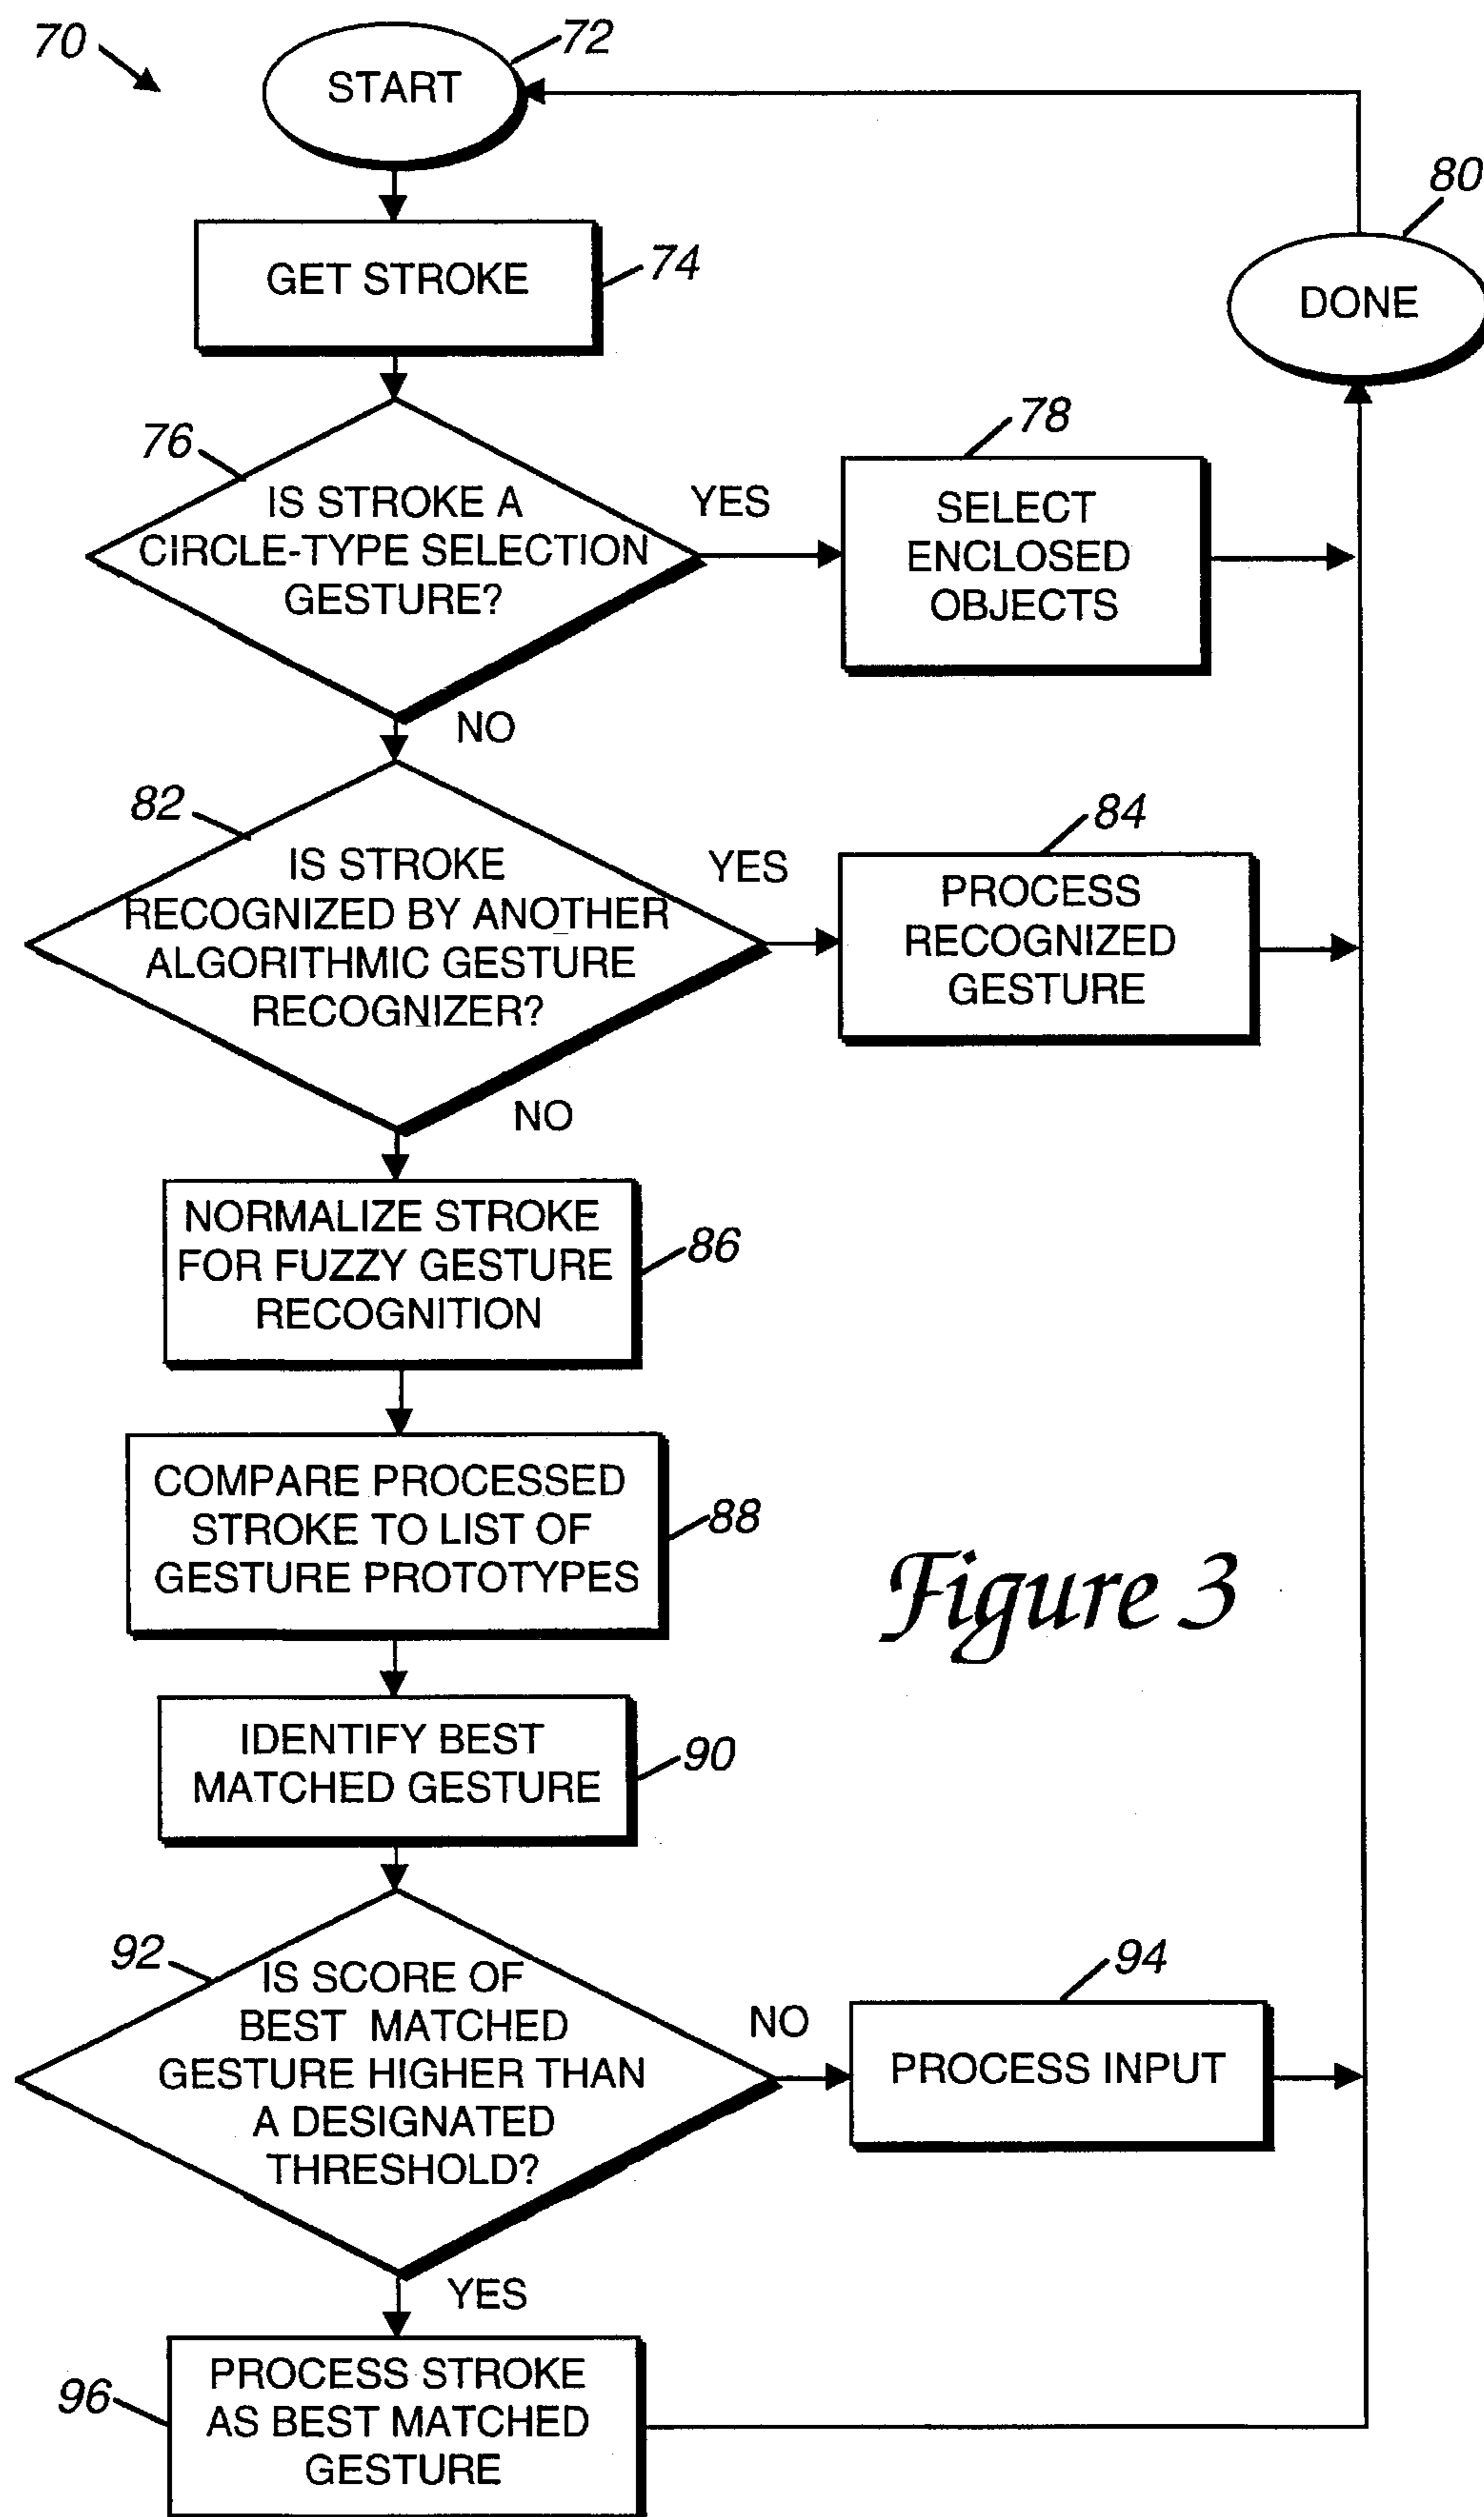 70
72
START
80
DONE
GET STROKE
74
76
IS STROKE A
CIRCLE-TYPE SELECTION
GESTURE?
YES
78
SELECT
ENCLOSED
OBJECTS
NO
82
IS STROKE
RECOGNIZED BY ANOTHER
ALGORITHMIC GESTURE
RECOGNIZER?
YES
84
PROCESS
RECOGNIZED
GESTURE
NO
NORMALIZE STROKE
FOR FUZZY GESTURE
RECOGNITION
86
COMPARE PROCESSED
STROKE TO LIST OF
GESTURE PROTOTYPES
88
Figure 3
IDENTIFY BEST
MATCHED GESTURE
90
92
IS SCORE OF
BEST MATCHED
GESTURE HIGHER THAN
A DESIGNATED
THRESHOLD?
NO
94
PROCESS INPUT
YES
96
PROCESS STROKE
AS BEST MATCHED
GESTURE